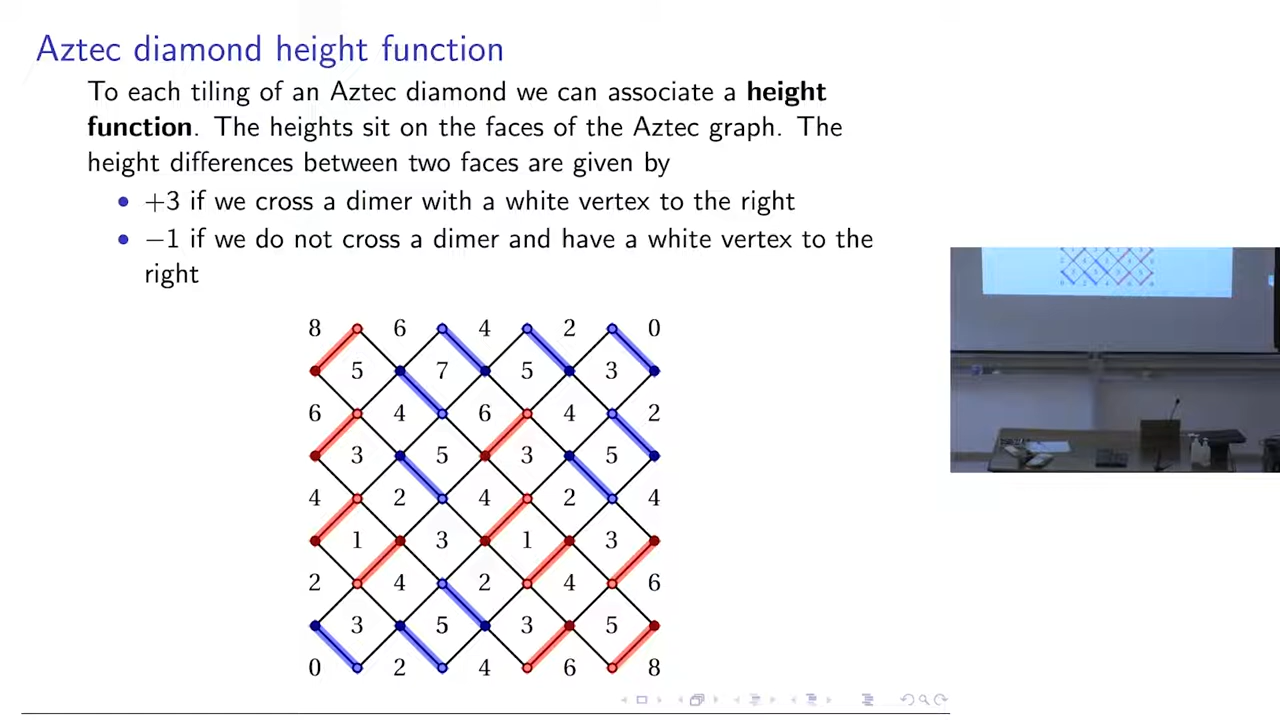 Aztec diamond height function
To each tiling of an Aztec diamond we can associate a height
function. The heights sit on the faces of the Aztec graph. The
height differences between two faces are given by
• +3 if we cross a dimer with a white vertex to the right
• −1 if we do not cross a dimer and have a white vertex to the
right
8 6 4 2 0
5 7 5 3
6 4 6 4 2
3 5 3 5
4 2 4 2 4
1 3 1 3
2 4 2 4 6
3 5 3 5
0 2 4 6 8